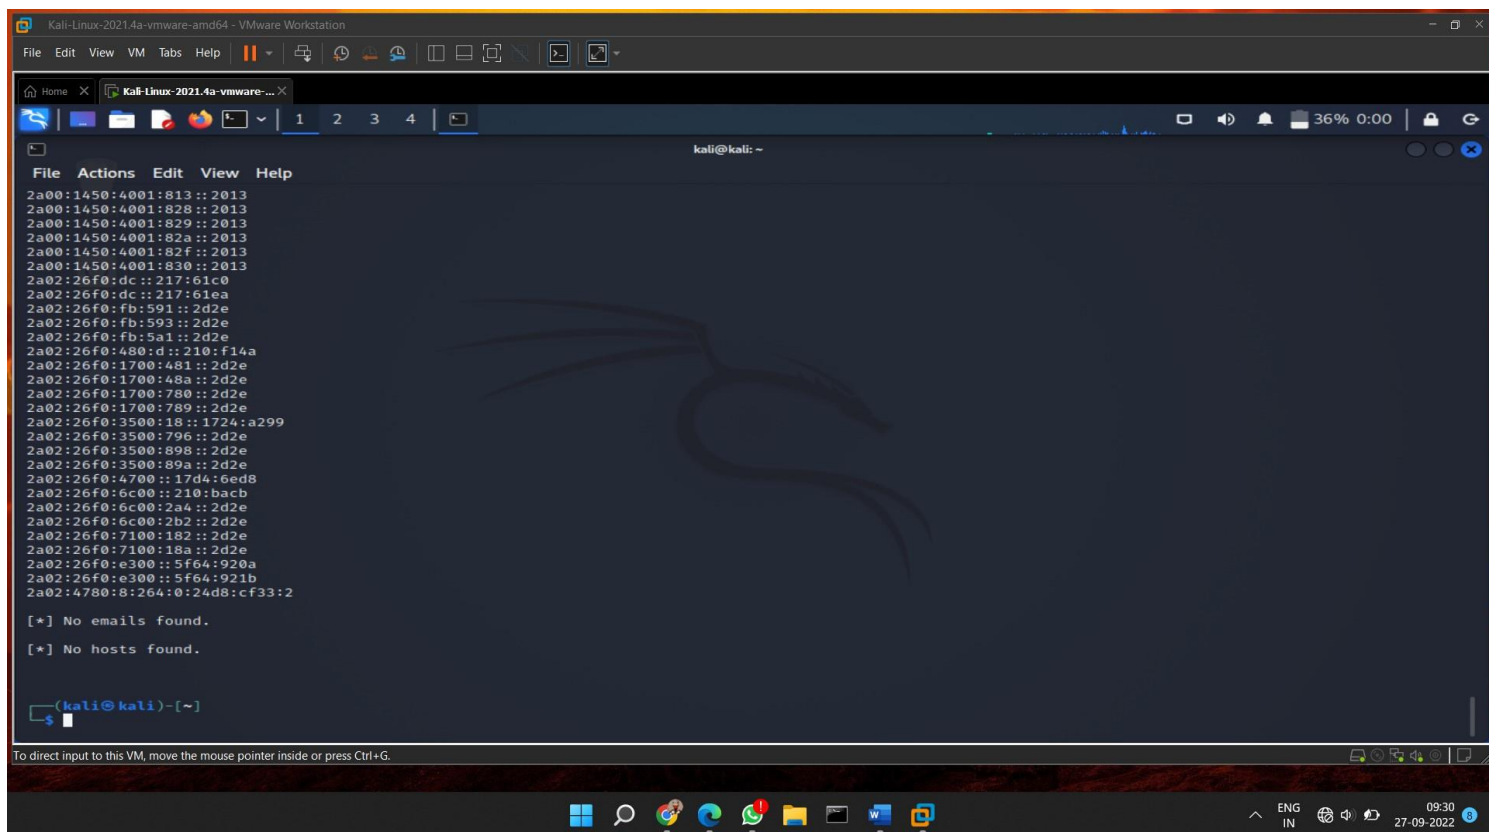 Kali-Linux-2021.4a-vmware-amd64 - VMware Workstation
File Edit View VM Tabs Help
Home Kali-Linux-2021.4a-vmware-...
1 2 3 4 36% 0:00
kali@kali: ~
File Actions Edit View Help
2a00:1450:4001:813::2013
2a00:1450:4001:828::2013
2a00:1450:4001:829::2013
2a00:1450:4001:82a::2013
2a00:1450:4001:82f::2013
2a00:1450:4001:830::2013
2a02:26f0:dc::217:61c0
2a02:26f0:dc::217:61ea
2a02:26f0:fb:591::2d2e
2a02:26f0:fb:593::2d2e
2a02:26f0:fb:5a1::2d2e
2a02:26f0:480:d::210:f14a
2a02:26f0:1700:481::2d2e
2a02:26f0:1700:48a::2d2e
2a02:26f0:1700:780::2d2e
2a02:26f0:1700:789::2d2e
2a02:26f0:3500:18::1724:a299
2a02:26f0:3500:796::2d2e
2a02:26f0:3500:898::2d2e
2a02:26f0:3500:89a::2d2e
2a02:26f0:4700::17d4:6ed8
2a02:26f0:6c00::210:bacb
2a02:26f0:6c00:2a4::2d2e
2a02:26f0:6c00:2b2::2d2e
2a02:26f0:7100:182::2d2e
2a02:26f0:7100:18a::2d2e
2a02:26f0:e300::5f64:920a
2a02:26f0:e300::5f64:921b
2a02:4780:8:264:0:24d8:cf33:2
[*] No emails found.
[*] No hosts found.
(kali㉿kali)-[~]
$
To direct input to this VM, move the mouse pointer inside or press Ctrl+G.
ENG 09:30
IN 27-09-2022 8